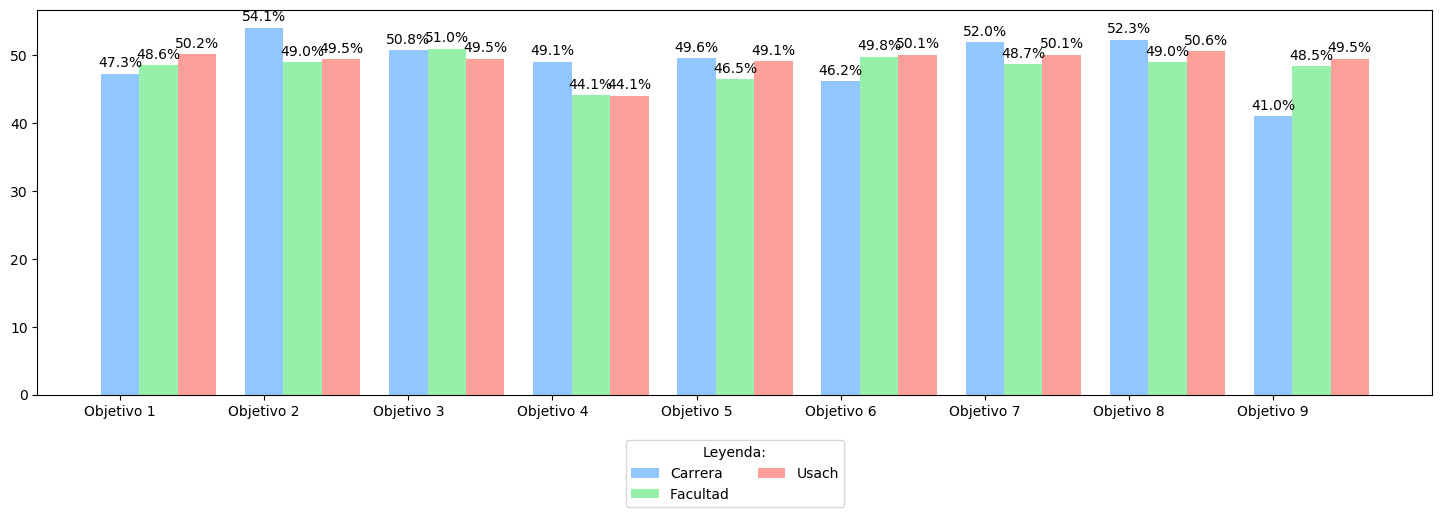 54.1%
47.3% 48.6% 50.2% 49.0% 49.5% 50.8% 51.0% 49.5% 49.1% 44.1% 44.1% 49.6% 46.5% 49.1% 46.2% 49.8% 50.1% 52.0% 48.7% 50.1% 52.3% 49.0% 50.6% 41.0% 48.5% 49.5%
50
40
30
20
10
0
Objetivo 1 Objetivo 2 Objetivo 3 Objetivo 4 Objetivo 5 Objetivo 6 Objetivo 7 Objetivo 8 Objetivo 9
Leyenda:
Carrera Usach
Facultad